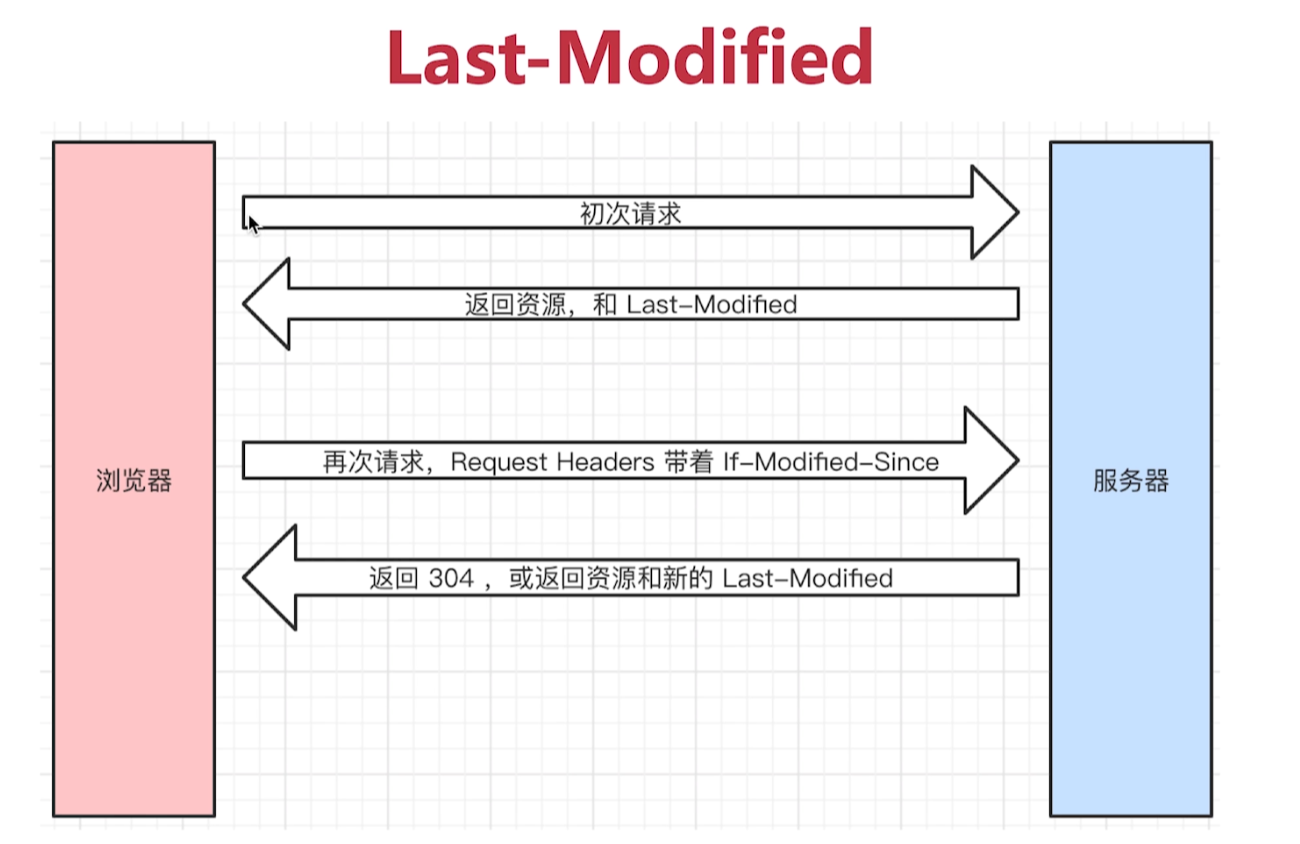 Last-Modified
初次请求
返回资源，和 Last-Modified
再次请求，Request Headers 带着 If-Modified-Since
浏览器
服务器
返回 304 ，或返回资源和新的 Last-Modified